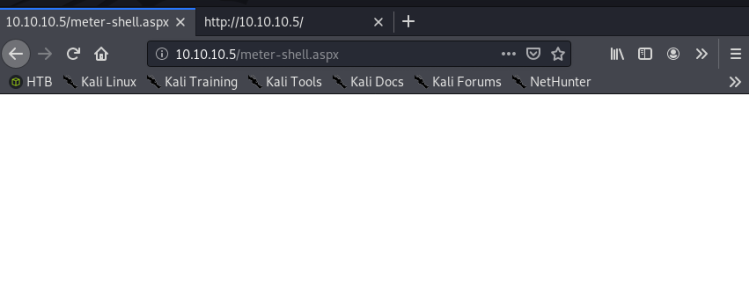 10.10.10.5/meter-shell.aspx × http://10.10.10.5/ × +
10.10.10.5/meter-shell.aspx
HTB Kali Linux Kali Training Kali Tools Kali Docs Kali Forums NetHunter